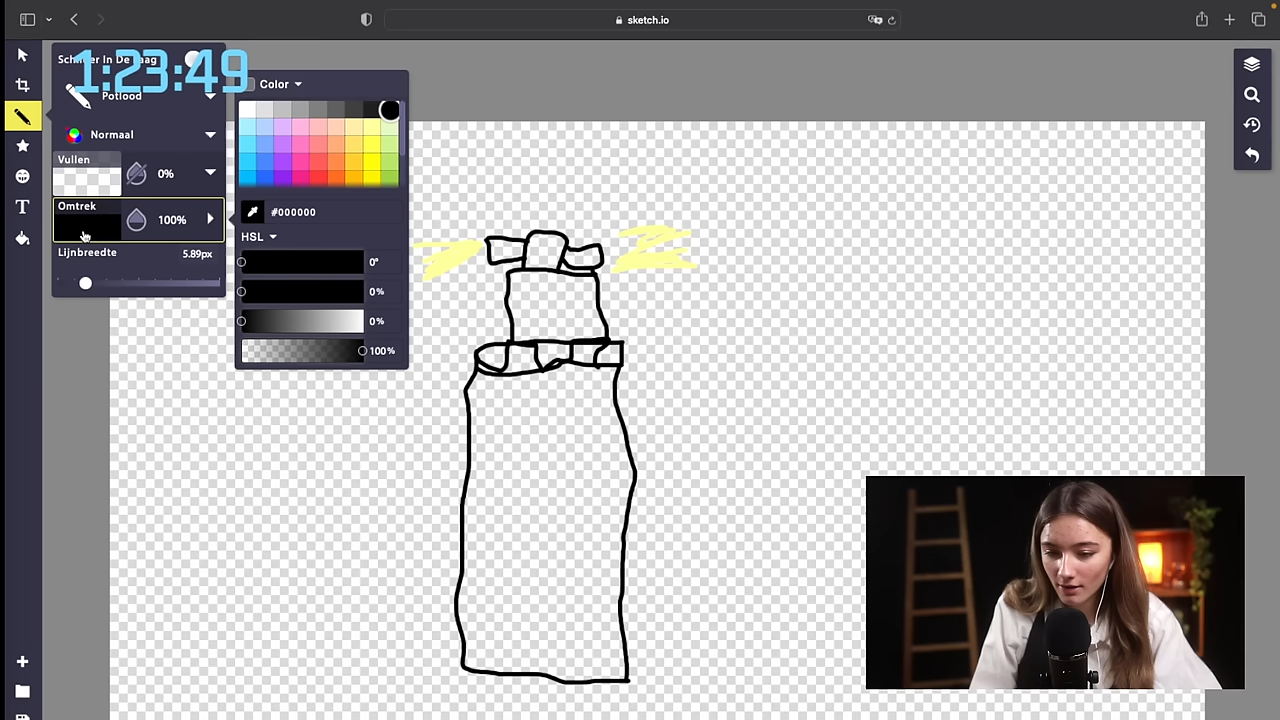 sketch.io
1:23:49
Potlood
Normaal
Vullen
0%
Omtrek
100%
Lijnbreedte
5.89px
Color
#000000
HSL
0°
0%
0%
100%
T